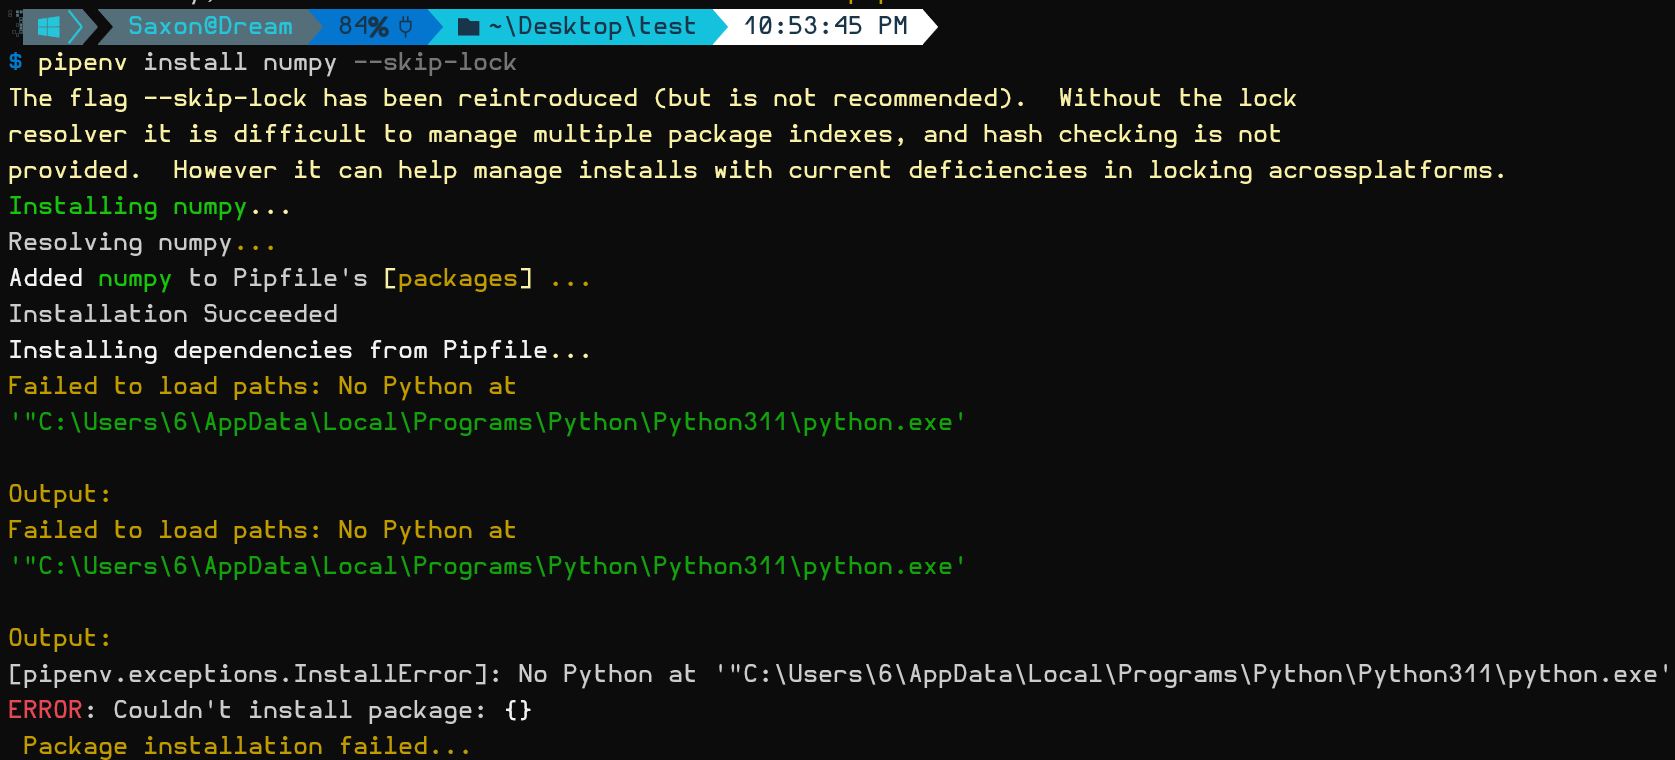 Saxon@Dream 84% ~\Desktop\test 10:53:45 PM
$ pipenv install numpy --skip-lock
The flag --skip-lock has been reintroduced (but is not recommended).  Without the lock
resolver it is difficult to manage multiple package indexes, and hash checking is not
provided.  However it can help manage installs with current deficiencies in locking acrossplatforms.
Installing numpy...
Resolving numpy...
Added numpy to Pipfile's [packages] ...
Installation Succeeded
Installing dependencies from Pipfile...
Failed to load paths: No Python at
'"C:\Users\6\AppData\Local\Programs\Python\Python311\python.exe'
Output:
Failed to load paths: No Python at
'"C:\Users\6\AppData\Local\Programs\Python\Python311\python.exe'
Output:
[pipenv.exceptions.InstallError]: No Python at '"C:\Users\6\AppData\Local\Programs\Python\Python311\python.exe'
ERROR: Couldn't install package: {}
Package installation failed...